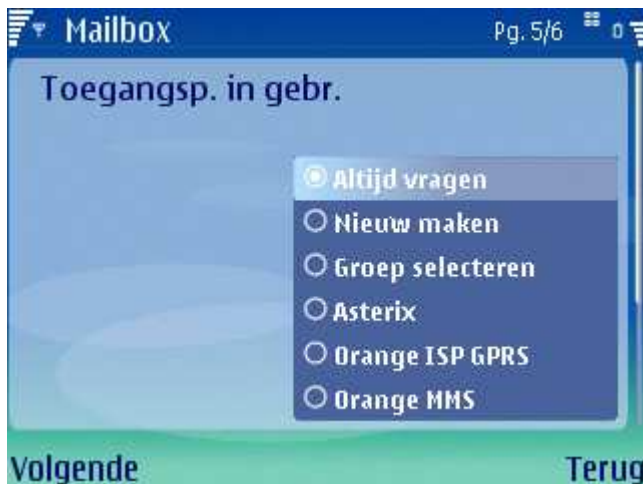 Mailbox Pg. 5/6
Toegangsp. in gebr.
Altijd vragen
Nieuw maken
Groep selecteren
Asterix
Orange ISP GPRS
Orange MMS
Volgende Terug